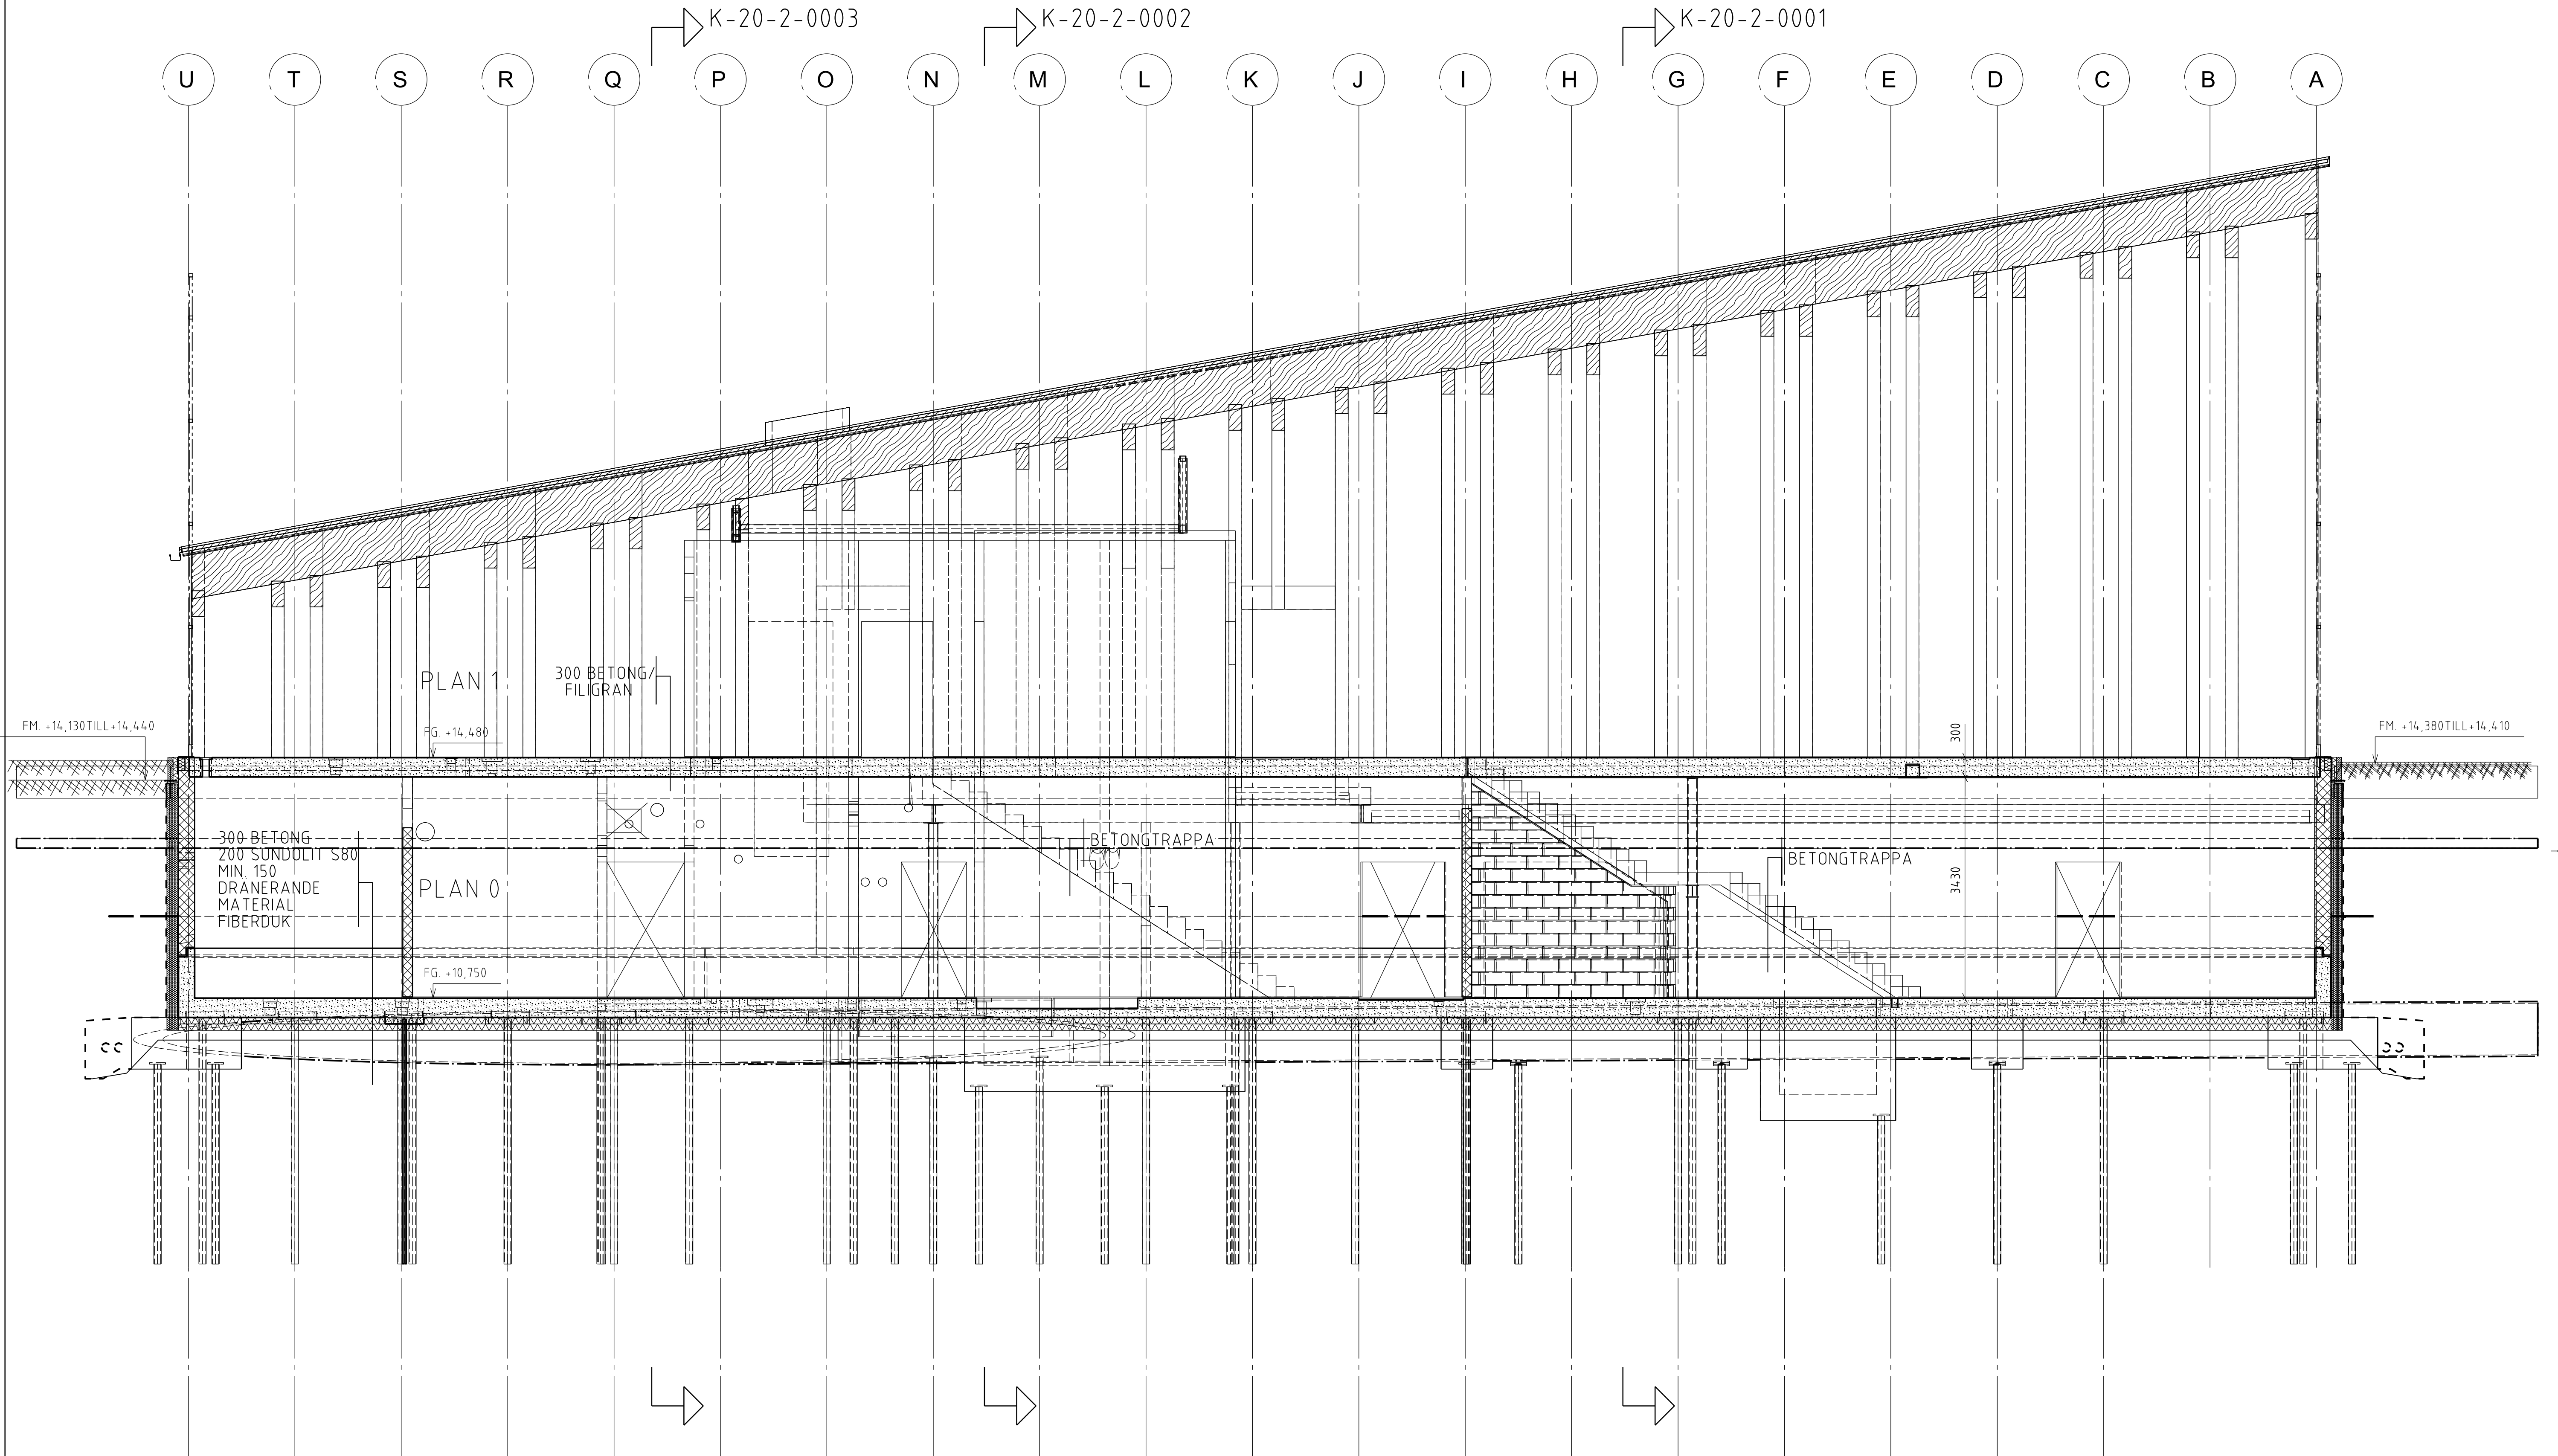 K-20-2-0003
K-20-2-0002
K-20-2-0001
U T S R Q P O N M L K J I H G F E D C B A
PLAN 1
300 BETONG/
FILIGRAN
FM. +14,130TILL+14,440
FG. +14,480
300
FM. +14,380TILL+14,410
300 BETONG
200 SUNDOLIT S80
MIN. 150
DRÄNERANDE
MATERIAL
FIBERDUK
PLAN 0
BETONGTRAPPA
BETONGTRAPPA
3430
FG. +10,750